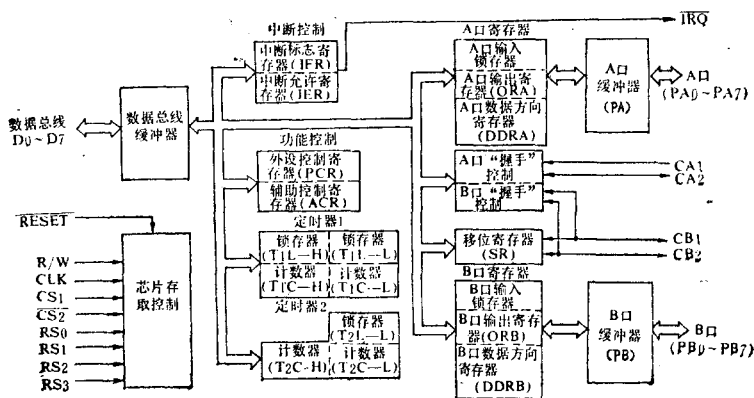 中断控制
中断标志寄
存器(IFR)
中断允许寄
存器(IER)
数据总线
D0~D7
数据总线
缓冲器
功能控制
外设控制寄
存器(PCR)
辅助控制寄
存器(ACR)
RESET
R/W
CLK
CS1
CS2
RS0
RS1
RS2
RS3
芯片存
取控制
定时器1
锁存器
(T1L—H)
锁存器
(T1L—L)
计数器
(T1C—H)
计数器
(T1C—L)
定时器2
锁存器
(T2L—L)
计数器
(T2C—H)
计数器
(T2C—L)
IRQ
A口寄存器
A口输入
锁存器
A口输出寄
存器(ORA)
A口数据方向
寄存器
(DDRA)
A口
缓冲器
(PA)
A口
(PA0~PA7)
A口“握手”
控制
B口“握手”
控制
CA1
CA2
移位寄存器
(SR)
CB1
CB2
B口寄存器
B口输入
锁存器
B口输出寄存
器(ORB)
B口数据方向
寄存器
(DDRB)
B口
缓冲器
(PB)
B口
(PB0~PB7)